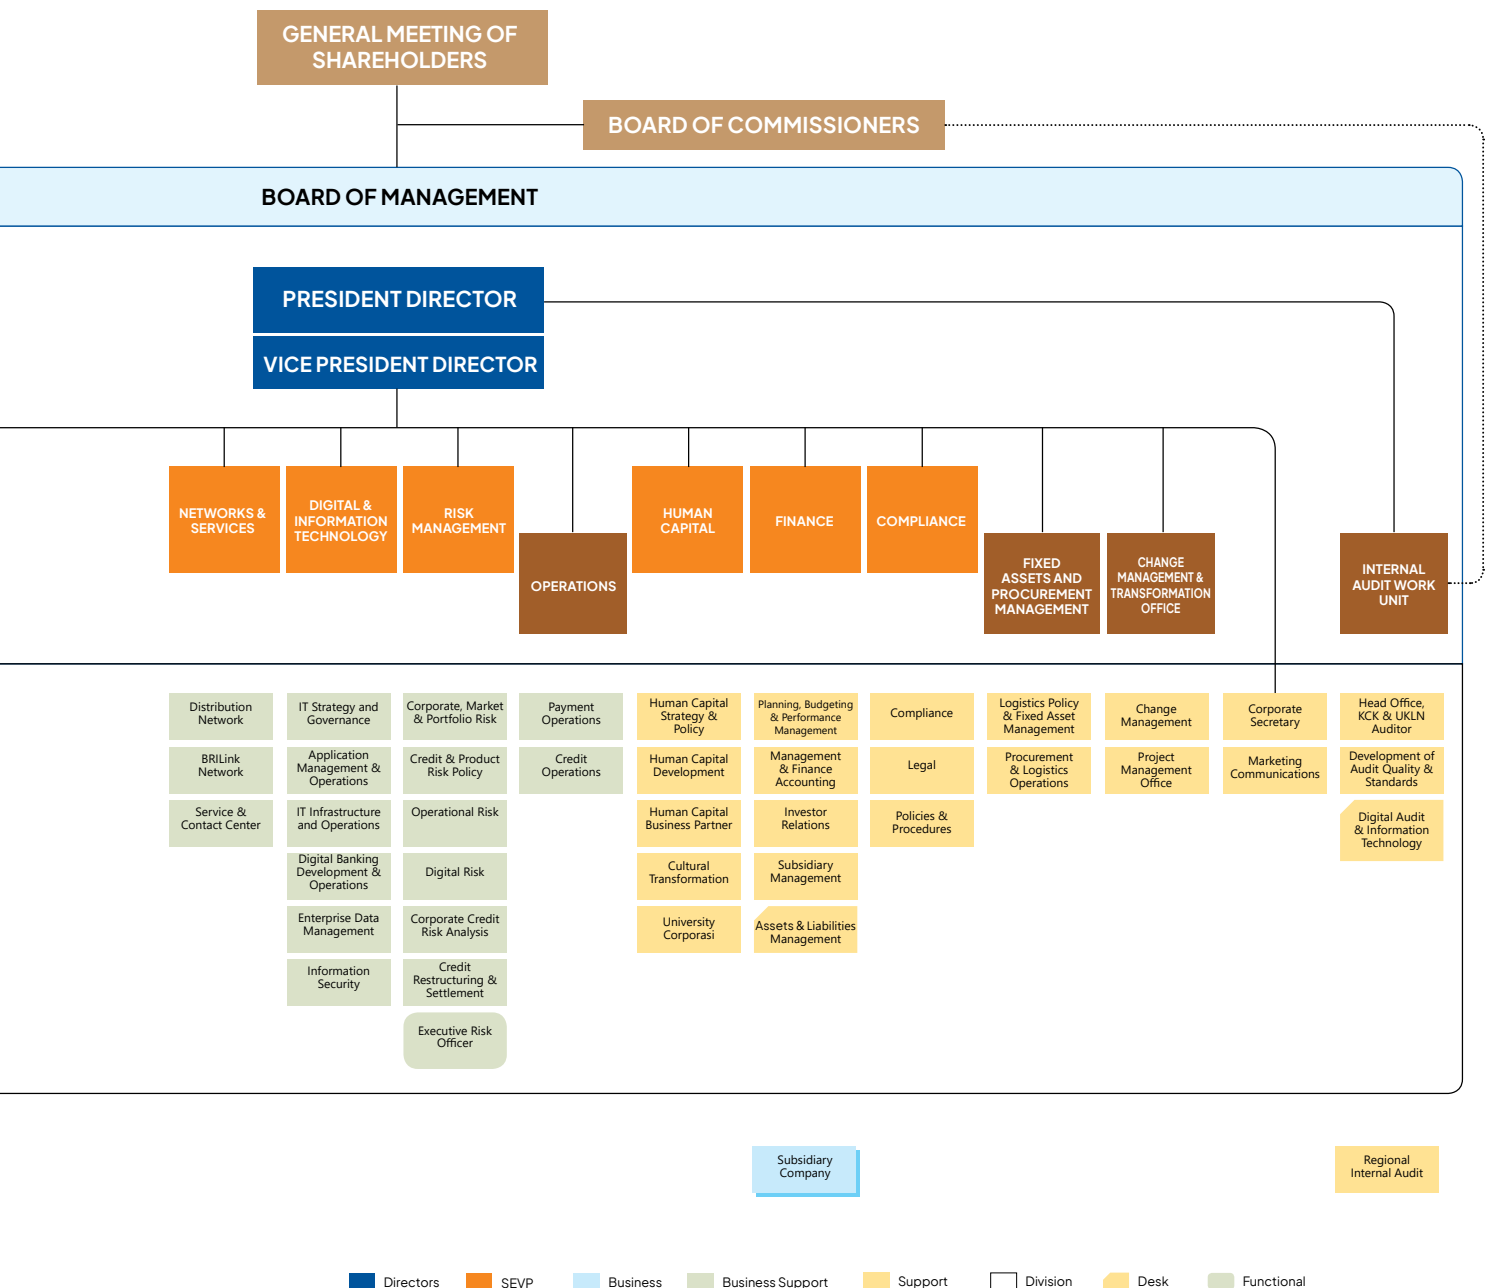 GENERAL MEETING OF
SHAREHOLDERS
BOARD OF COMMISSIONERS
BOARD OF MANAGEMENT
PRESIDENT DIRECTOR
VICE PRESIDENT DIRECTOR
NETWORKS &
SERVICES
DIGITAL &
INFORMATION
TECHNOLOGY
RISK
MANAGEMENT
OPERATIONS
HUMAN
CAPITAL
FINANCE
COMPLIANCE
FIXED
ASSETS AND
PROCUREMENT
MANAGEMENT
CHANGE
MANAGEMENT &
TRANSFORMATION
OFFICE
INTERNAL
AUDIT WORK
UNIT
Distribution
Network
BRILink
Network
Service &
Contact Center
IT Strategy and
Governance
Application
Management &
Operations
IT Infrastructure
and Operations
Digital Banking
Development &
Operations
Enterprise Data
Management
Information
Security
Corporate, Market
& Portfolio Risk
Credit & Product
Risk Policy
Operational Risk
Digital Risk
Corporate Credit
Risk Analysis
Credit
Restructuring &
Settlement
Executive Risk
Officer
Payment
Operations
Credit
Operations
Human Capital
Strategy &
Policy
Human Capital
Development
Human Capital
Business Partner
Cultural
Transformation
University
Corporasi
Planning, Budgeting
& Performance
Management
Management
& Finance
Accounting
Investor
Relations
Subsidiary
Management
Assets & Liabilities
Management
Compliance
Legal
Policies &
Procedures
Logistics Policy
& Fixed Asset
Management
Procurement
& Logistics
Operations
Change
Management
Project
Management
Office
Corporate
Secretary
Marketing
Communications
Head Office,
KCK & UKLN
Auditor
Development of
Audit Quality &
Standards
Digital Audit
& Information
Technology
Subsidiary
Company
Regional
Internal Audit
Directors
SEVP
Business
Business Support
Support
Division
Desk
Functional